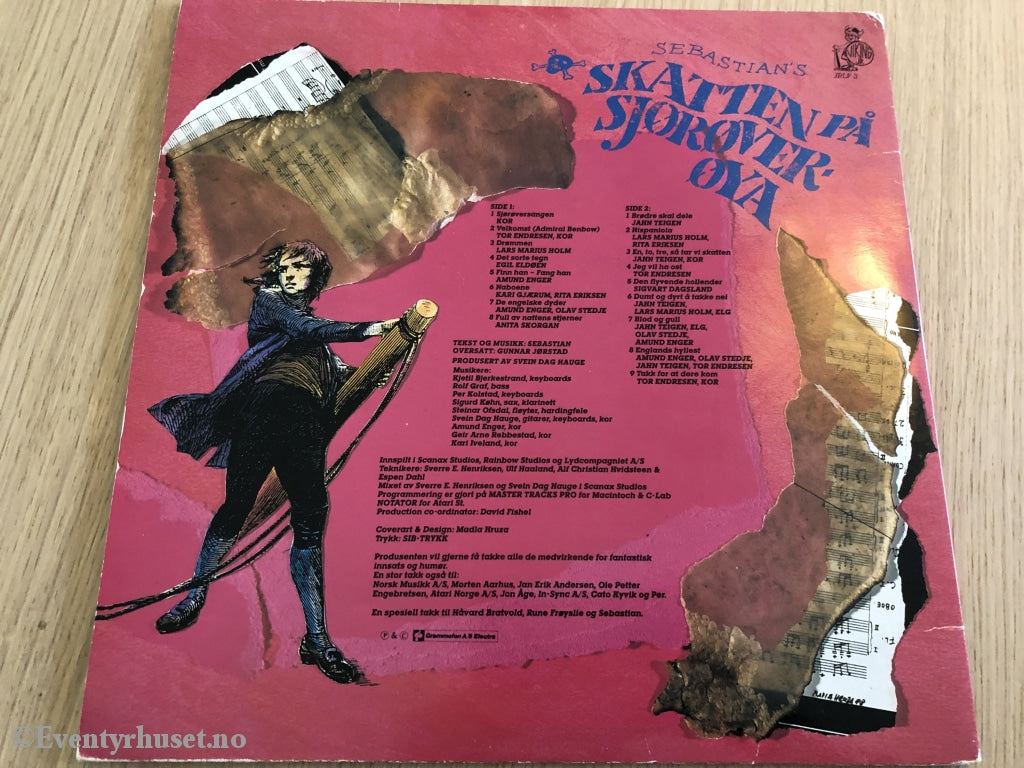 SEBASTIAN'S
SKATTEN PÅ
SJØRØVER-
ØYA
VIKING
SIDE 1:
1 Sjørøversangen
KOR
2 Velkomst (Admiral Benbow)
TOR ENDRESEN, KOR
3 Drømmen
LARS MARIUS HOLM
4 Det sorte tegn
EGIL ELDØEN
5 Finn han – Fang han
AMUND ENGER
6 Naboene
KARI GJÆRUM, RITA ERIKSEN
7 De engelske dyder
AMUND ENGER, OLAV STEDJE
8 Full av nattens stjerner
ANITA SKORGAN
SIDE 2:
1 Brødre skal dele
JAHN TEIGEN
2 Hispaniola
LARS MARIUS HOLM,
RITA ERIKSEN
3 En, to, tre, så tar vi skatten
JAHN TEIGEN, KOR
4 Jeg vil ha ost
TOR ENDRESEN
5 Den flyvende hollender
SIGVART DAGSLAND
6 Dumt og dyrt å takke nei
JAHN TEIGEN,
LARS MARIUS HOLM, ELG
7 Blod og gull
JAHN TEIGEN, ELG,
OLAV STEDJE,
AMUND ENGER
8 Englands hyllest
AMUND ENGER, OLAV STEDJE,
JAHN TEIGEN, TOR ENDRESEN
9 Takk for at dere kom
TOR ENDRESEN, KOR
TEKST OG MUSIKK: SEBASTIAN
OVERSATT: GUNNAR JØRSTAD
PRODUSERT AV SVEIN DAG HAUGE
Musikere:
Kjetil Bjerkestrand, keyboards
Rolf Graf, bass
Per Kolstad, keyboards
Sigurd Køhn, sax, klarinett
Steinar Ofsdal, fløyter, hardingfele
Svein Dag Hauge, gitarer, keyboards, kor
Amund Enger, kor
Geir Arne Rebbestad, kor
Kari Iveland, kor
Innspilt i Scanax Studios, Rainbow Studios og Lydcompagniet A/S
Teknikere: Sverre E. Henriksen, Ulf Haaland, Alf Christian Hvidsteen &
Espen Dahl
Mixet av Sverre E. Henriksen og Svein Dag Hauge i Scanax Studios
Programmering er gjort på MASTER TRACKS PRO for Macintoch & C-Lab
NOTATOR for Atari St.
Production co-ordinator: David Fishel
Coverart & Design: Madla Hruza
Trykk: SIB-TRYKK
Produsenten vil gjerne få takke alle de medvirkende for fantastisk
innsats og humør.
En stor takk også til:
Norsk Musikk A/S, Morten Aarhus, Jan Erik Andersen, Ole Petter
Engebretsen, Atari Norge A/S, Jon Åge, In-Sync A/S, Cato Kyvik og Per.
En spesiell takk til Håvard Bratvold, Rune Frøyslie og Sebastian.
Ⓟ & © Grammofon A/S Electra
OBOE
FL.
©Eventyrhuset.no